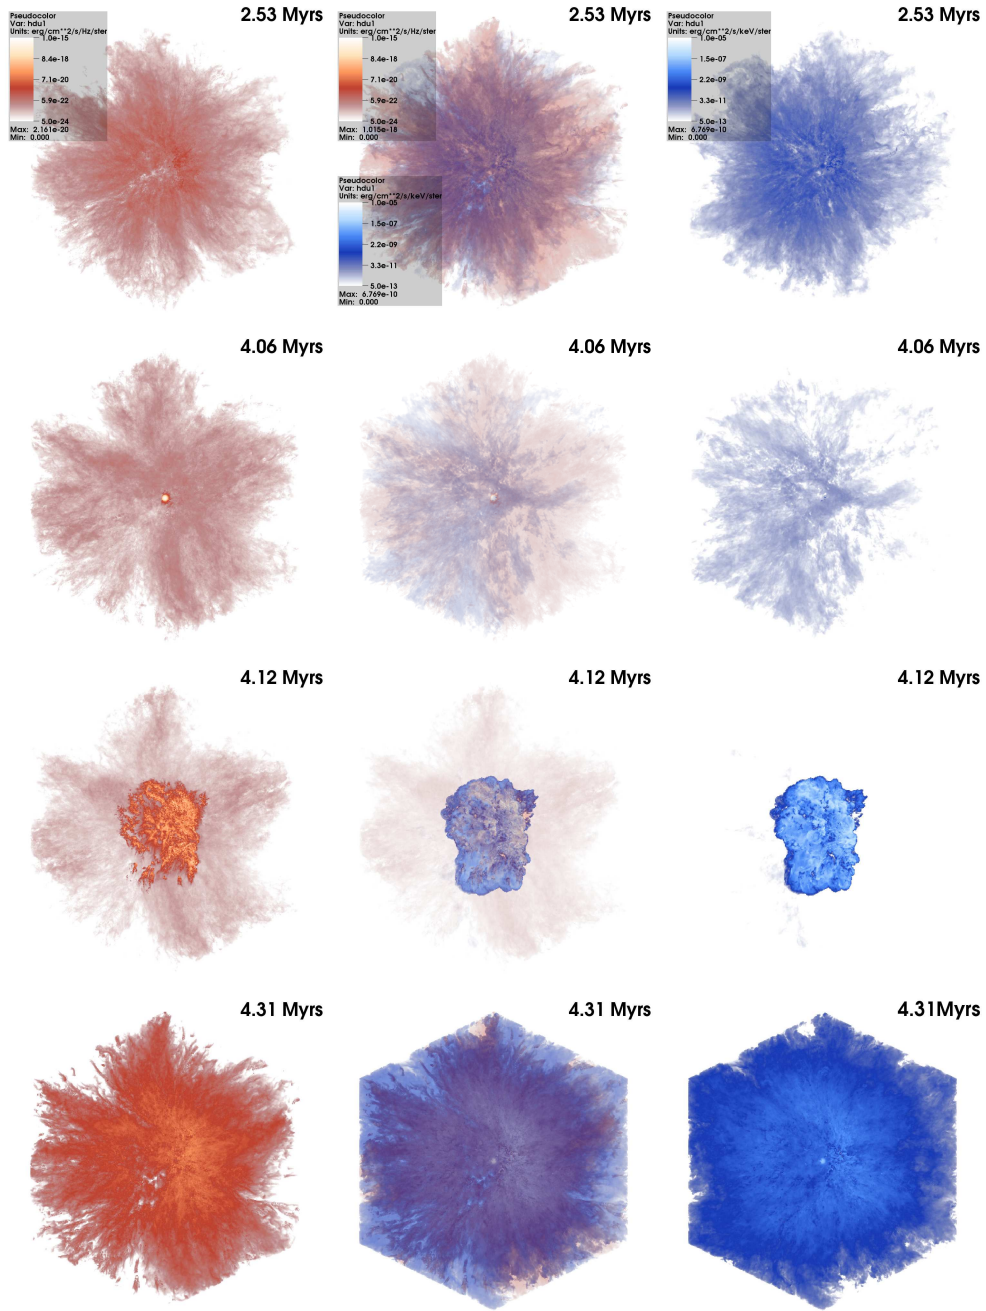 2.53 Myrs
Pseudocolor
Var: hdu1
Units: erg/cm**2/s/Hz/ster
1.0e-15
8.4e-18
7.1e-20
5.9e-22
5.0e-24
Max: 2.161e-20
Min: 0.000
2.53 Myrs
Pseudocolor
Var: hdu1
Units: erg/cm**2/s/Hz/ster
1.0e-15
8.4e-18
7.1e-20
5.9e-22
5.0e-24
Max: 1.015e-18
Min: 0.000
Pseudocolor
Var: hdu1
Units: erg/cm**2/s/keV/ster
1.0e-05
1.5e-07
2.2e-09
3.3e-11
5.0e-13
Max: 6.769e-10
Min: 0.000
2.53 Myrs
Pseudocolor
Var: hdu1
Units: erg/cm**2/s/keV/ster
1.0e-05
1.5e-07
2.2e-09
3.3e-11
5.0e-13
Max: 6.769e-10
Min: 0.000
4.06 Myrs
4.06 Myrs
4.06 Myrs
4.12 Myrs
4.12 Myrs
4.12 Myrs
4.31 Myrs
4.31 Myrs
4.31Myrs